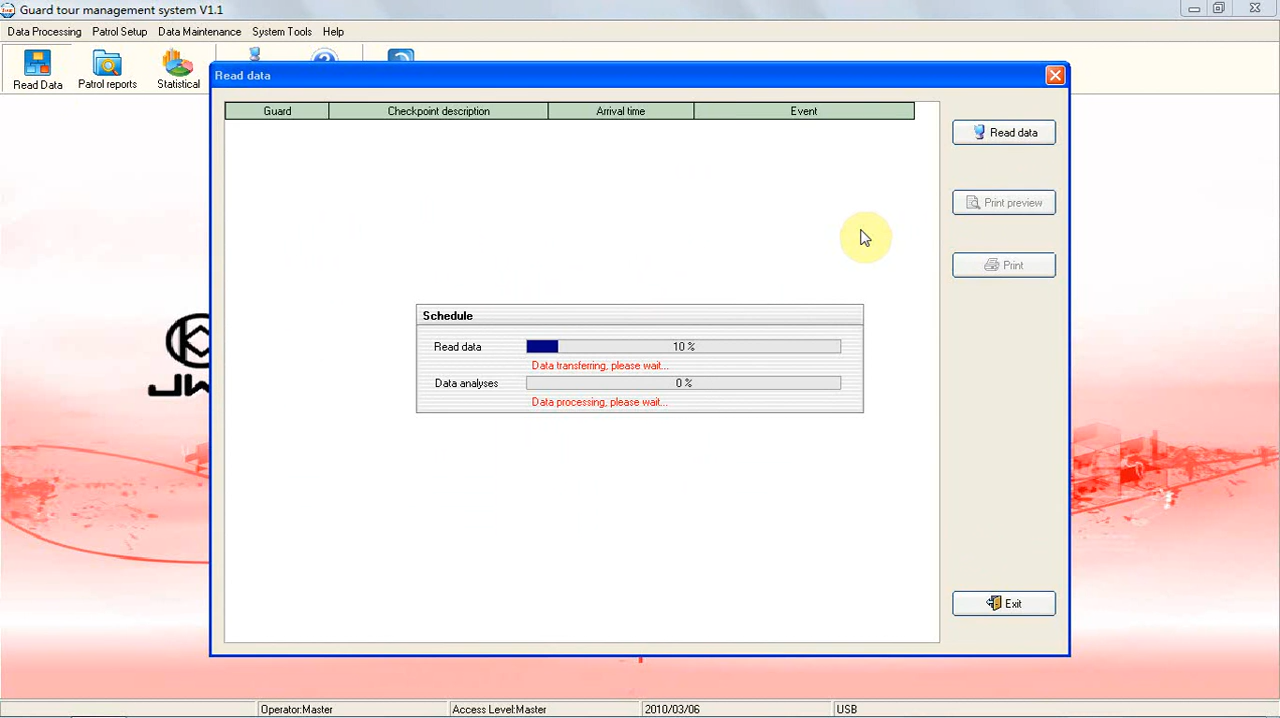 Guard tour management system V1.1
Data Processing Patrol Setup Data Maintenance System Tools Help
Read Data Patrol reports Statistical
Read data
Guard Checkpoint description Arrival time Event
Read data
Print preview
Print
Schedule
Read data 10 %
Data transferring, please wait...
Data analyses 0 %
Data processing, please wait...
Exit
Operator:Master Access Level:Master 2010/03/06 USB